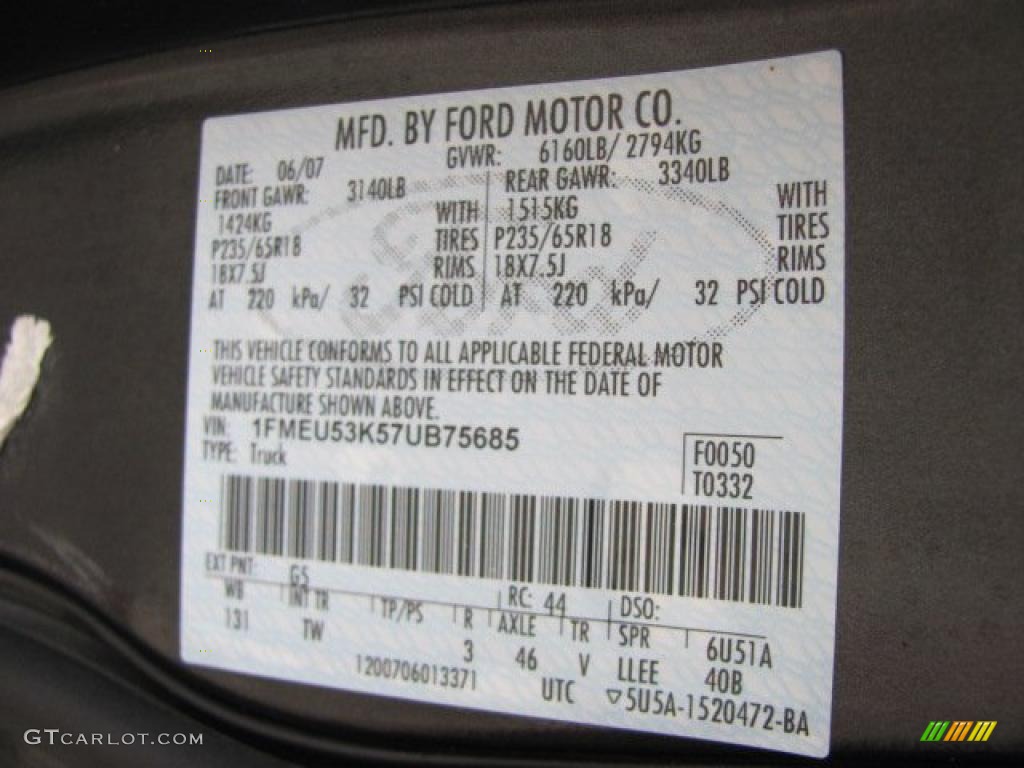 MFD. BY FORD MOTOR CO.
DATE: 06/07 GVWR: 6160LB/ 2794KG
FRONT GAWR: 3140LB REAR GAWR: 3340LB
1424KG WITH 1515KG WITH
P235/65R18 TIRES P235/65R18 TIRES
18X7.5J RIMS 18X7.5J RIMS
AT 220 kPa/ 32 PSI COLD AT 220 kPa/ 32 PSI COLD
THIS VEHICLE CONFORMS TO ALL APPLICABLE FEDERAL MOTOR
VEHICLE SAFETY STANDARDS IN EFFECT ON THE DATE OF
MANUFACTURE SHOWN ABOVE.
VIN: 1FMEU53K57UB75685
TYPE: Truck
F0050
T0332
EXT PNT: G5 RC: 44 DSO:
WB INT TR TP/PS R AXLE TR SPR 6U51A
131 TW 3 46 V LLEE 40B
1200706013371 UTC ▽5U5A-1520472-BA
GTCARLOT.COM